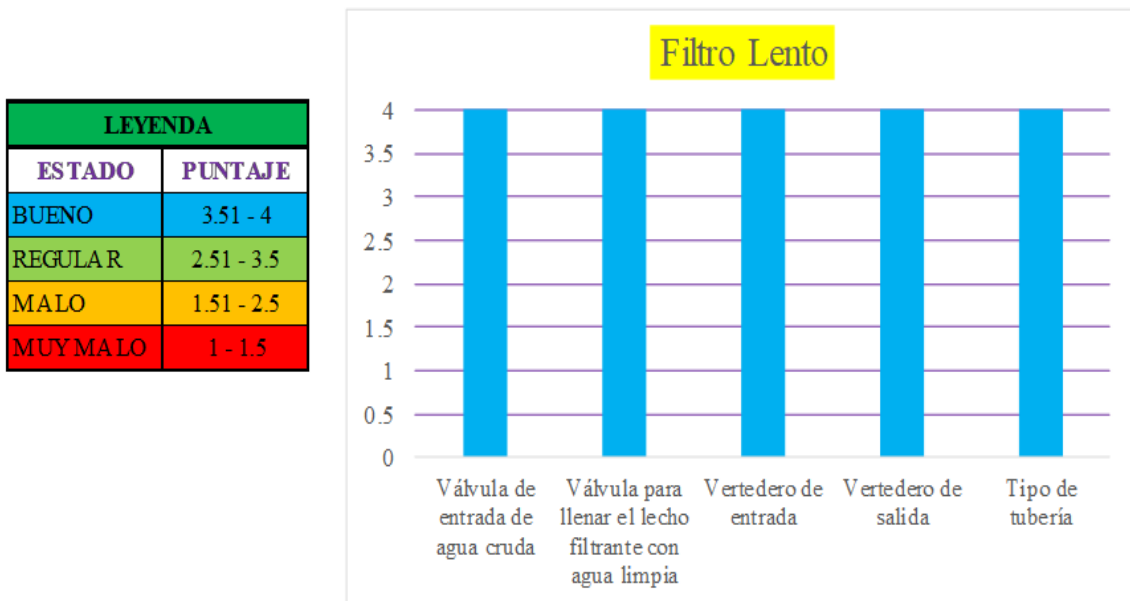 LEYENDA
ESTADO PUNTAJE
BUENO 3.51 - 4
REGULAR 2.51 - 3.5
MALO 1.51 - 2.5
MUY MALO 1 - 1.5
Filtro Lento
4
3.5
3
2.5
2
1.5
1
0.5
0
Válvula de
entrada de
agua cruda
Válvula para
llenar el lecho
filtrante con
agua limpia
Vertedero de
entrada
Vertedero de
salida
Tipo de
tubería